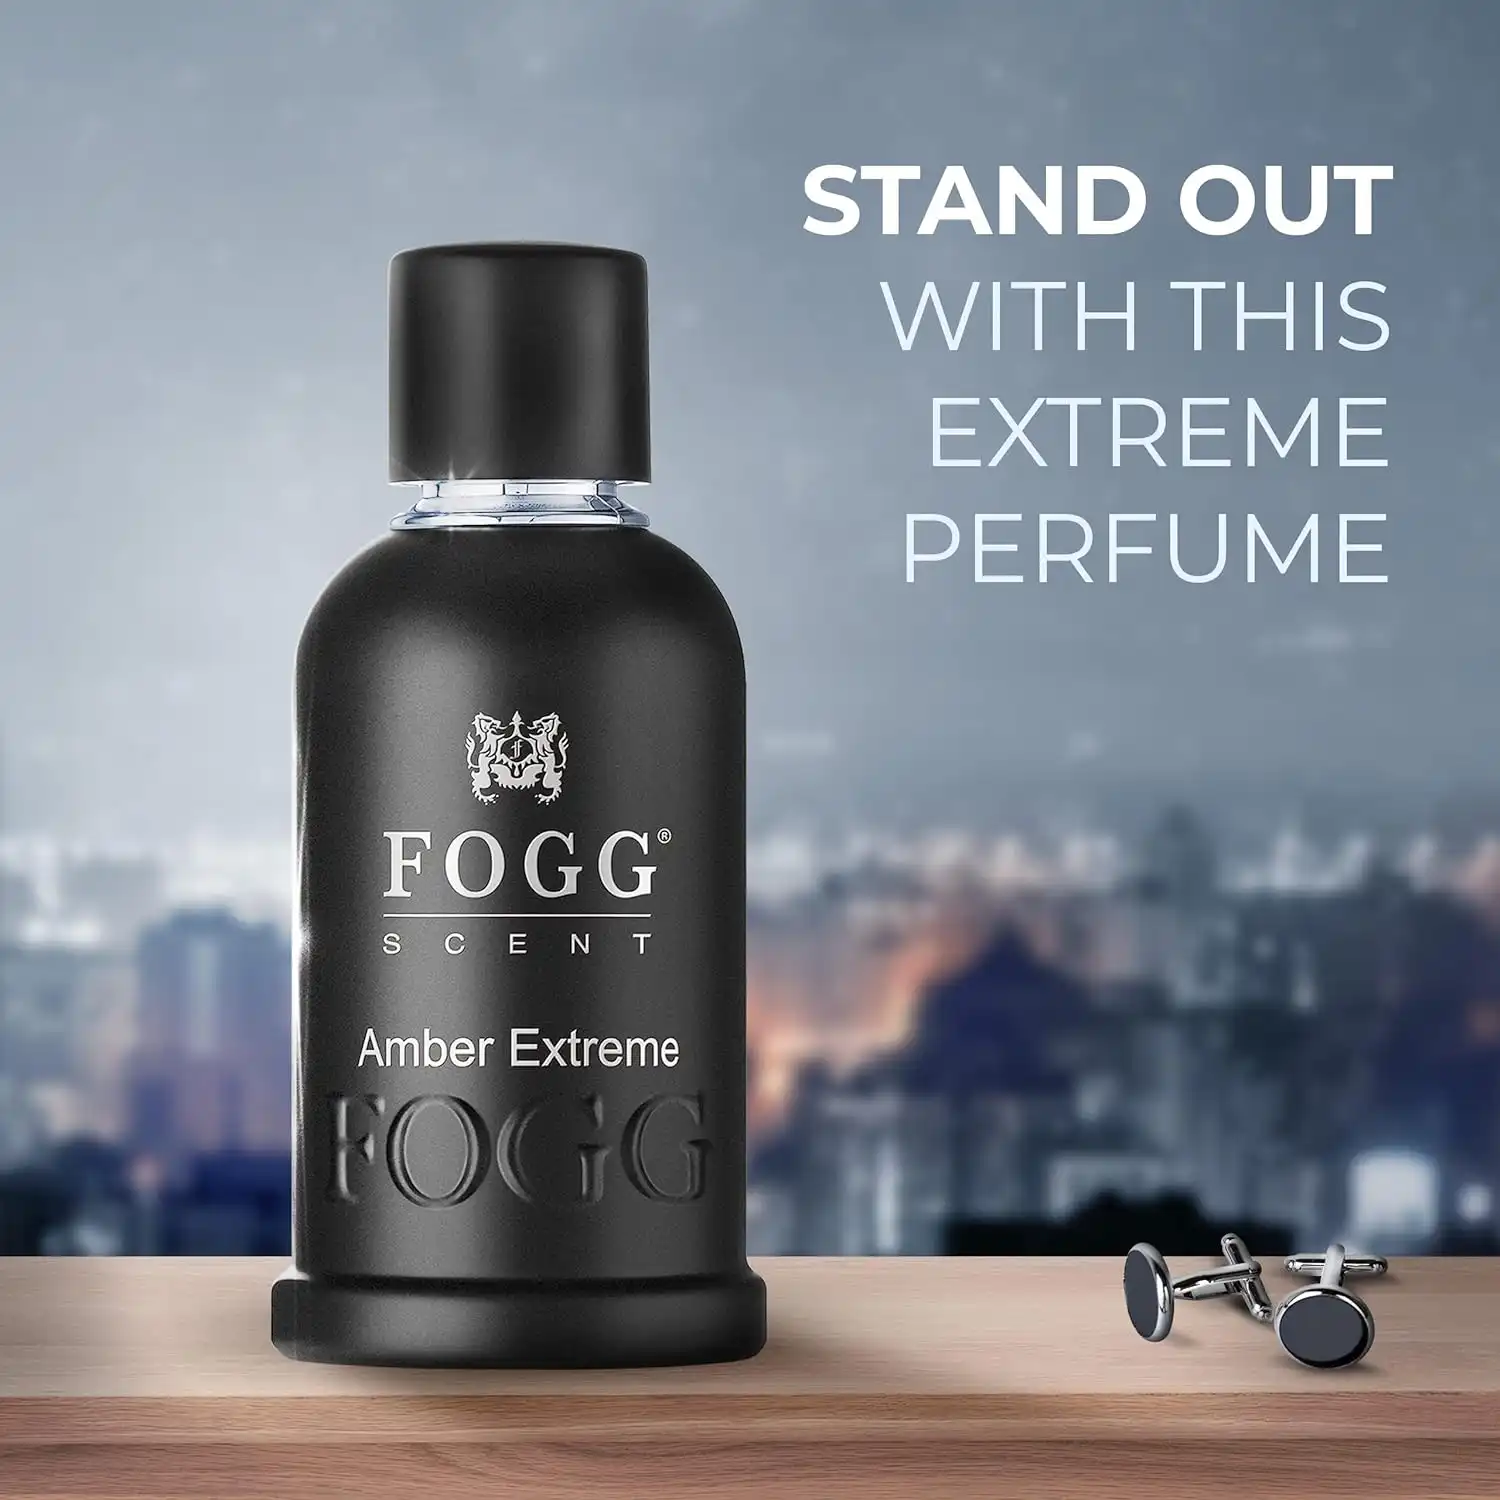 STAND OUT
WITH THIS
EXTREME
PERFUME
FOGG®
SCENT
Amber Extreme
FOGG